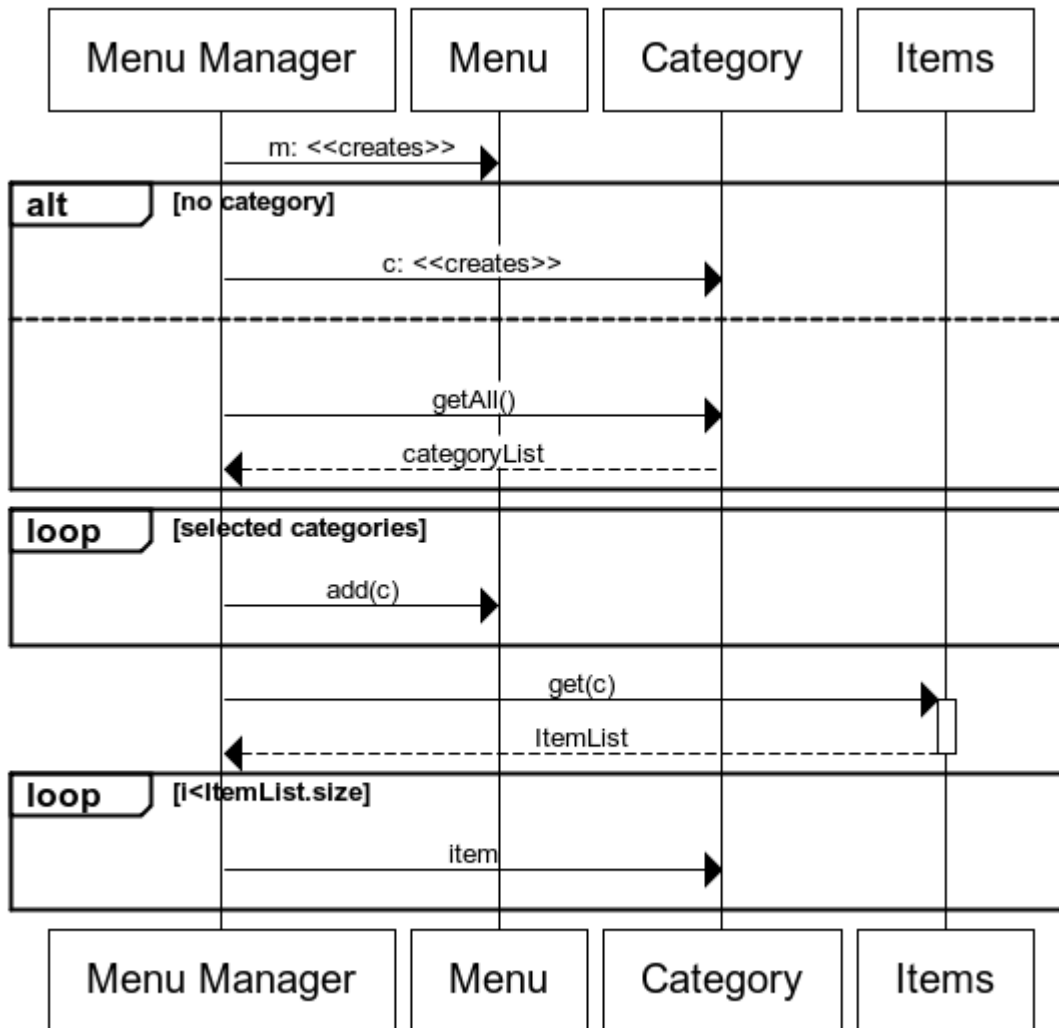 Menu Manager Menu Category Items
m: <<creates>>
alt [no category]
c: <<creates>>
getAll()
categoryList
loop [selected categories]
add(c)
get(c)
ItemList
loop [i<ItemList.size]
item
Menu Manager Menu Category Items